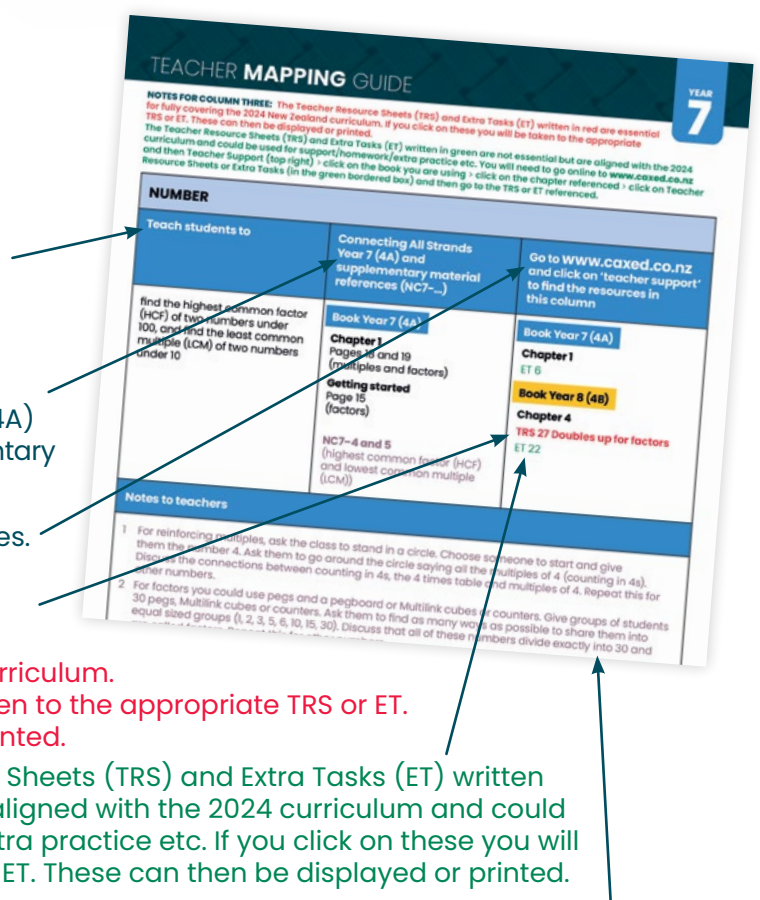 TEACHER MAPPING GUIDE
YEAR
7
NOTES FOR COLUMN THREE: The Teacher Resource Sheets (TRS) and Extra Tasks (ET) written in red are essential
for fully covering the 2024 New Zealand curriculum. If you click on these you will be taken to the appropriate
TRS or ET. These can then be displayed or printed.
The Teacher Resource Sheets (TRS) and Extra Tasks (ET) written in green are not essential but are aligned with the 2024
curriculum and could be used for support/homework/extra practice etc. You will need to go online to www.caxed.co.nz
and then Teacher Support (top right) > click on the book you are using > click on the chapter referenced > click on Teacher
Resource Sheets or Extra Tasks (in the green bordered box) and then go to the TRS or ET referenced.
NUMBER
Teach students to
Connecting All Strands
Year 7 (4A) and
supplementary material
references (NC7-...)
Go to www.caxed.co.nz
and click on 'teacher support'
to find the resources in
this column
find the highest common factor
(HCF) of two numbers under
100, and find the least common
multiple (LCM) of two numbers
under 10
Book Year 7 (4A)
Chapter 1
Pages 18 and 19
(multiples and factors)
Getting started
Page 15
(factors)
NC7-4 and 5
(highest common factor (HCF)
and lowest common multiple
(LCM))
Book Year 7 (4A)
Chapter 1
ET 6
Book Year 8 (4B)
Chapter 4
TRS 27 Doubles up for factors
ET 22
Notes to teachers
1 For reinforcing multiples, ask the class to stand in a circle. Choose someone to start and give
them the number 4. Ask them to go around the circle saying all the multiples of 4 (counting in 4s).
Discuss the connections between counting in 4s, the 4 times table and multiples of 4. Repeat this for
other numbers.
2 For factors you could use pegs and a pegboard or Multilink cubes or counters. Give groups of students
30 pegs, Multilink cubes or counters. Ask them to find as many ways as possible to share them into
equal sized groups (1, 2, 3, 5, 6, 10, 15, 30). Discuss that all of these numbers divide exactly into 30 and
4A)
ntary
es.
rriculum.
en to the appropriate TRS or ET.
nted.
Sheets (TRS) and Extra Tasks (ET) written
aligned with the 2024 curriculum and could
tra practice etc. If you click on these you will
ET. These can then be displayed or printed.